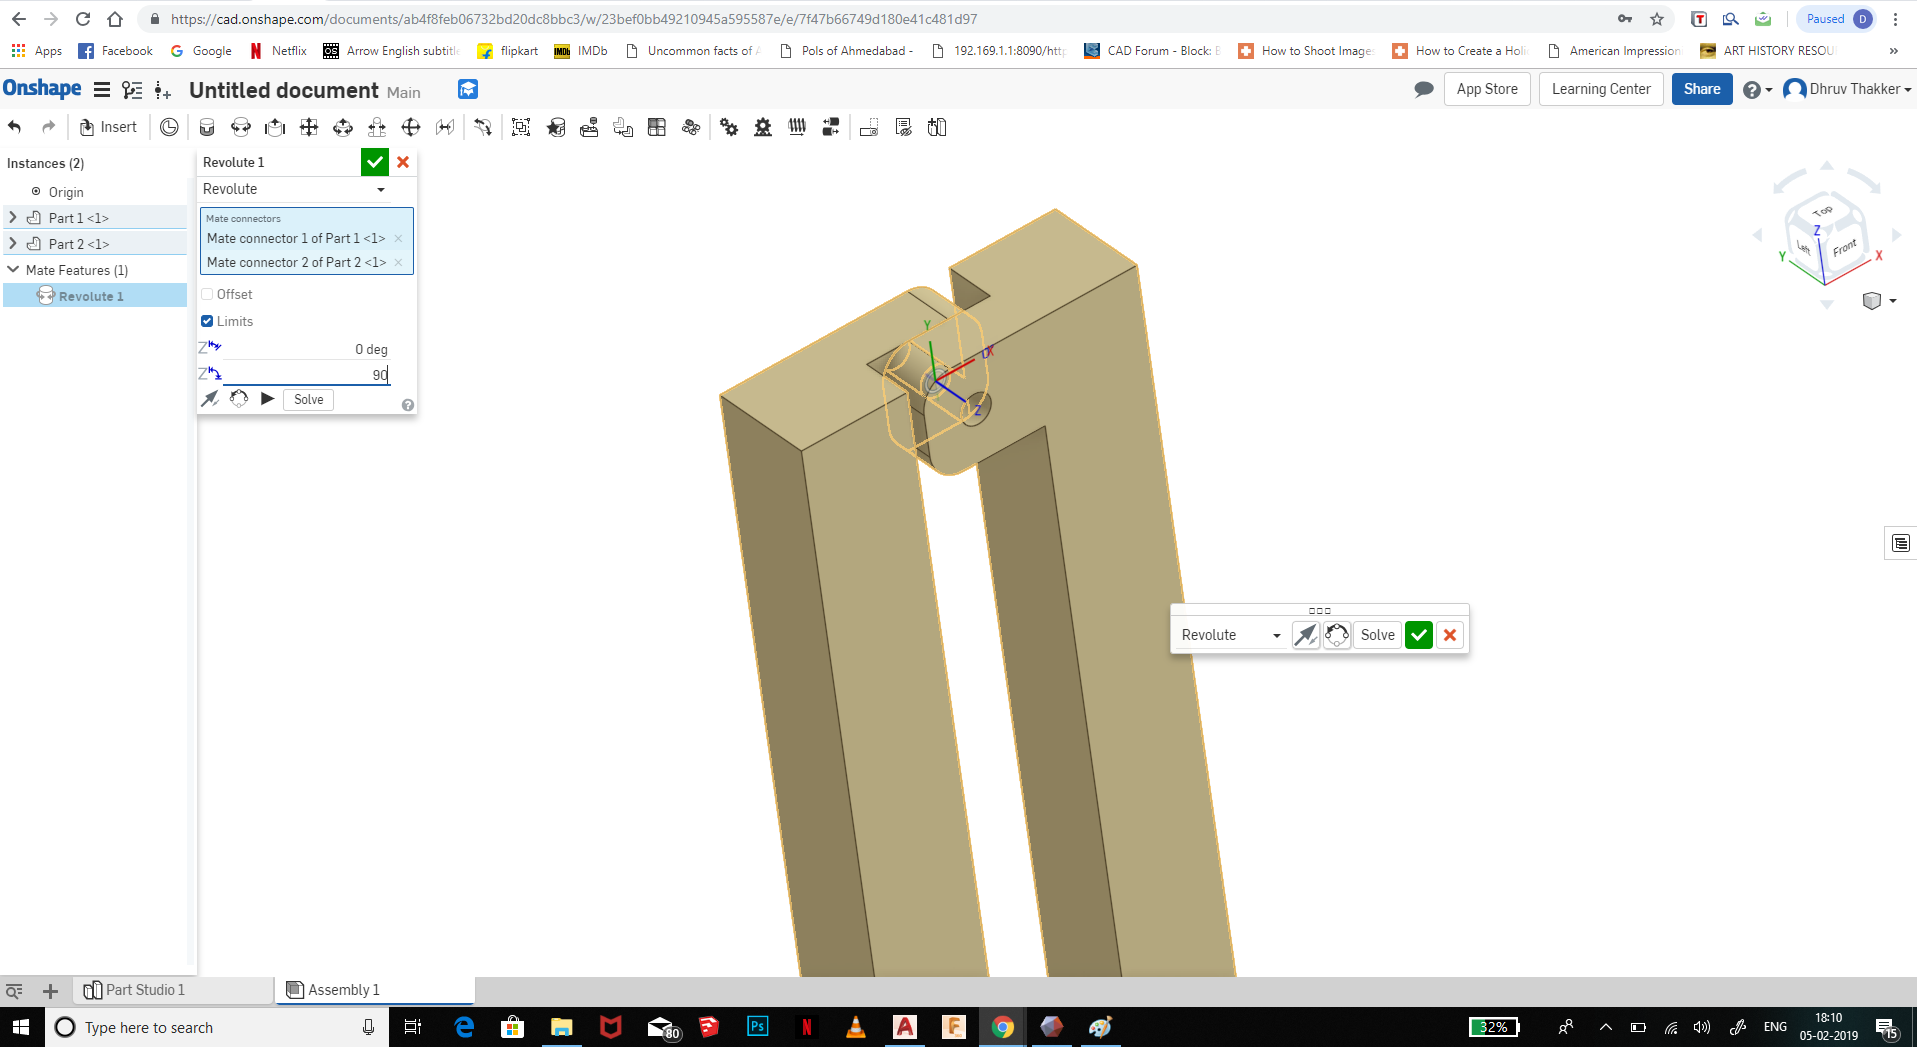 https://cad.onshape.com/documents/ab4f8feb06732bd20dc8bbc3/w/23bef0bb49210945a595587e/e/7f47b66749d180e41c481d97
Paused D
Apps Facebook Google Netflix Arrow English subtitle flipkart IMDb Uncommon facts of A Pols of Ahmedabad - 192.169.1.1:8090/http CAD Forum - Block: B How to Shoot Images How to Create a Holi American Impression ART HISTORY RESOU »
Onshape
Untitled document Main
App Store
Learning Center
Share
Dhruv Thakker
Insert
Instances (2)
Origin
Part 1 <1>
Part 2 <1>
Mate Features (1)
Revolute 1
Revolute 1
Revolute
Mate connectors
Mate connector 1 of Part 1 <1>
Mate connector 2 of Part 2 <1>
Offset
Limits
Z 0 deg
Z 90
Solve
Y
X
Z
Top
Left
Front
Z
Y
X
Revolute
Solve
Part Studio 1
Assembly 1
Type here to search
80
Ps
32%
ENG
18:10
05-02-2019
15